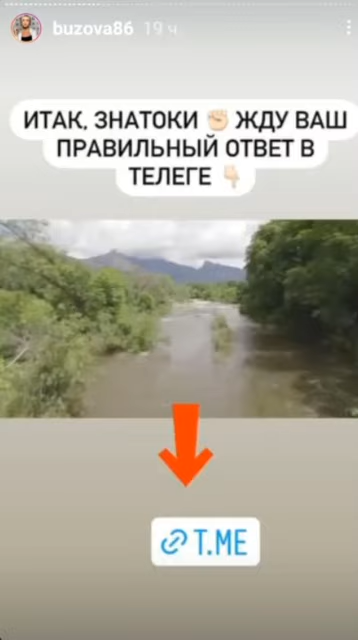 buzova86 19 ч.
ИТАК, ЗНАТОКИ ✊🏻 ЖДУ ВАШ
ПРАВИЛЬНЫЙ ОТВЕТ В
ТЕЛЕГЕ 👇🏻
T.ME